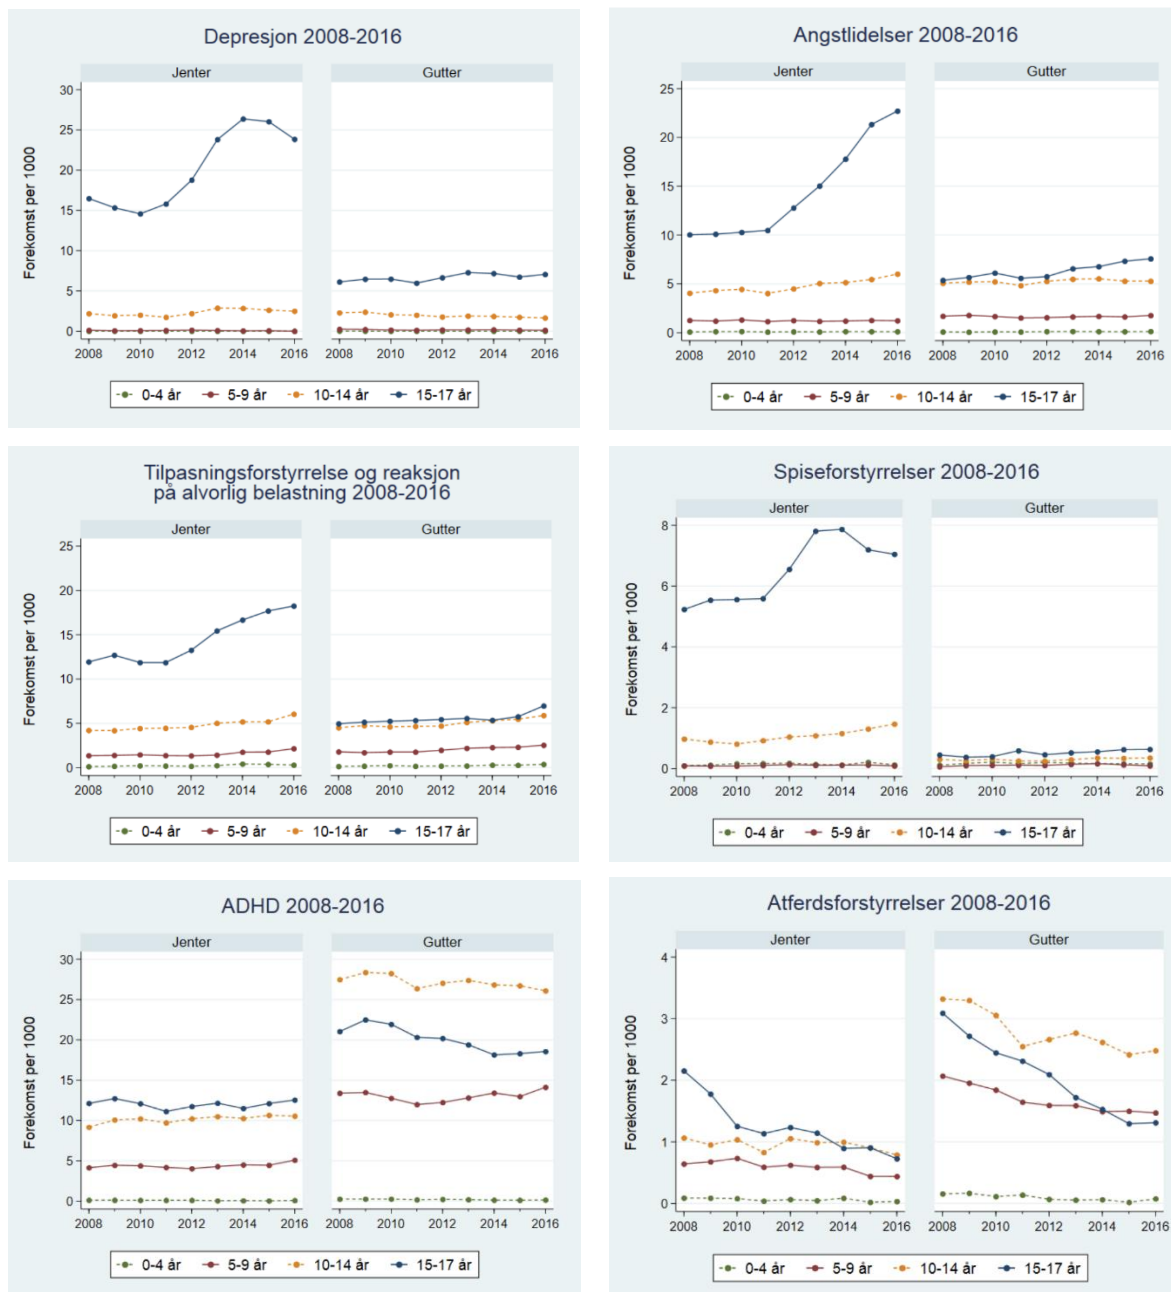 Depresjon 2008-2016
Jenter
Gutter
Forekomst per 1000
30
25
20
15
10
5
0
2008 2010 2012 2014 2016
2008 2010 2012 2014 2016
0-4 år 5-9 år 10-14 år 15-17 år
Angstlidelser 2008-2016
Jenter
Gutter
Forekomst per 1000
25
20
15
10
5
0
2008 2010 2012 2014 2016
2008 2010 2012 2014 2016
0-4 år 5-9 år 10-14 år 15-17 år
Tilpasningsforstyrrelse og reaksjon
på alvorlig belastning 2008-2016
Jenter
Gutter
Forekomst per 1000
25
20
15
10
5
0
2008 2010 2012 2014 2016
2008 2010 2012 2014 2016
0-4 år 5-9 år 10-14 år 15-17 år
Spiseforstyrrelser 2008-2016
Jenter
Gutter
Forekomst per 1000
8
6
4
2
0
2008 2010 2012 2014 2016
2008 2010 2012 2014 2016
0-4 år 5-9 år 10-14 år 15-17 år
ADHD 2008-2016
Jenter
Gutter
Forekomst per 1000
30
25
20
15
10
5
0
2008 2010 2012 2014 2016
2008 2010 2012 2014 2016
0-4 år 5-9 år 10-14 år 15-17 år
Atferdsforstyrrelser 2008-2016
Jenter
Gutter
Forekomst per 1000
4
3
2
1
0
2008 2010 2012 2014 2016
2008 2010 2012 2014 2016
0-4 år 5-9 år 10-14 år 15-17 år